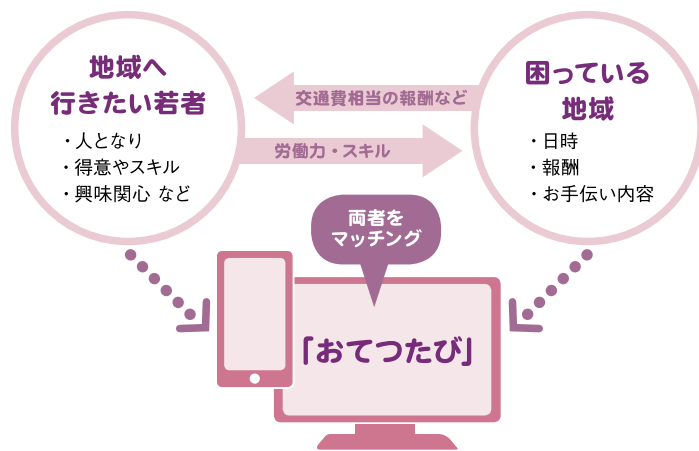 地域へ
行きたい若者
・人となり
・得意やスキル
・興味関心 など
交通費相当の報酬など
労働力・スキル
困っている
地域
・日時
・報酬
・お手伝い内容
両者を
マッチング
「おてつたび」